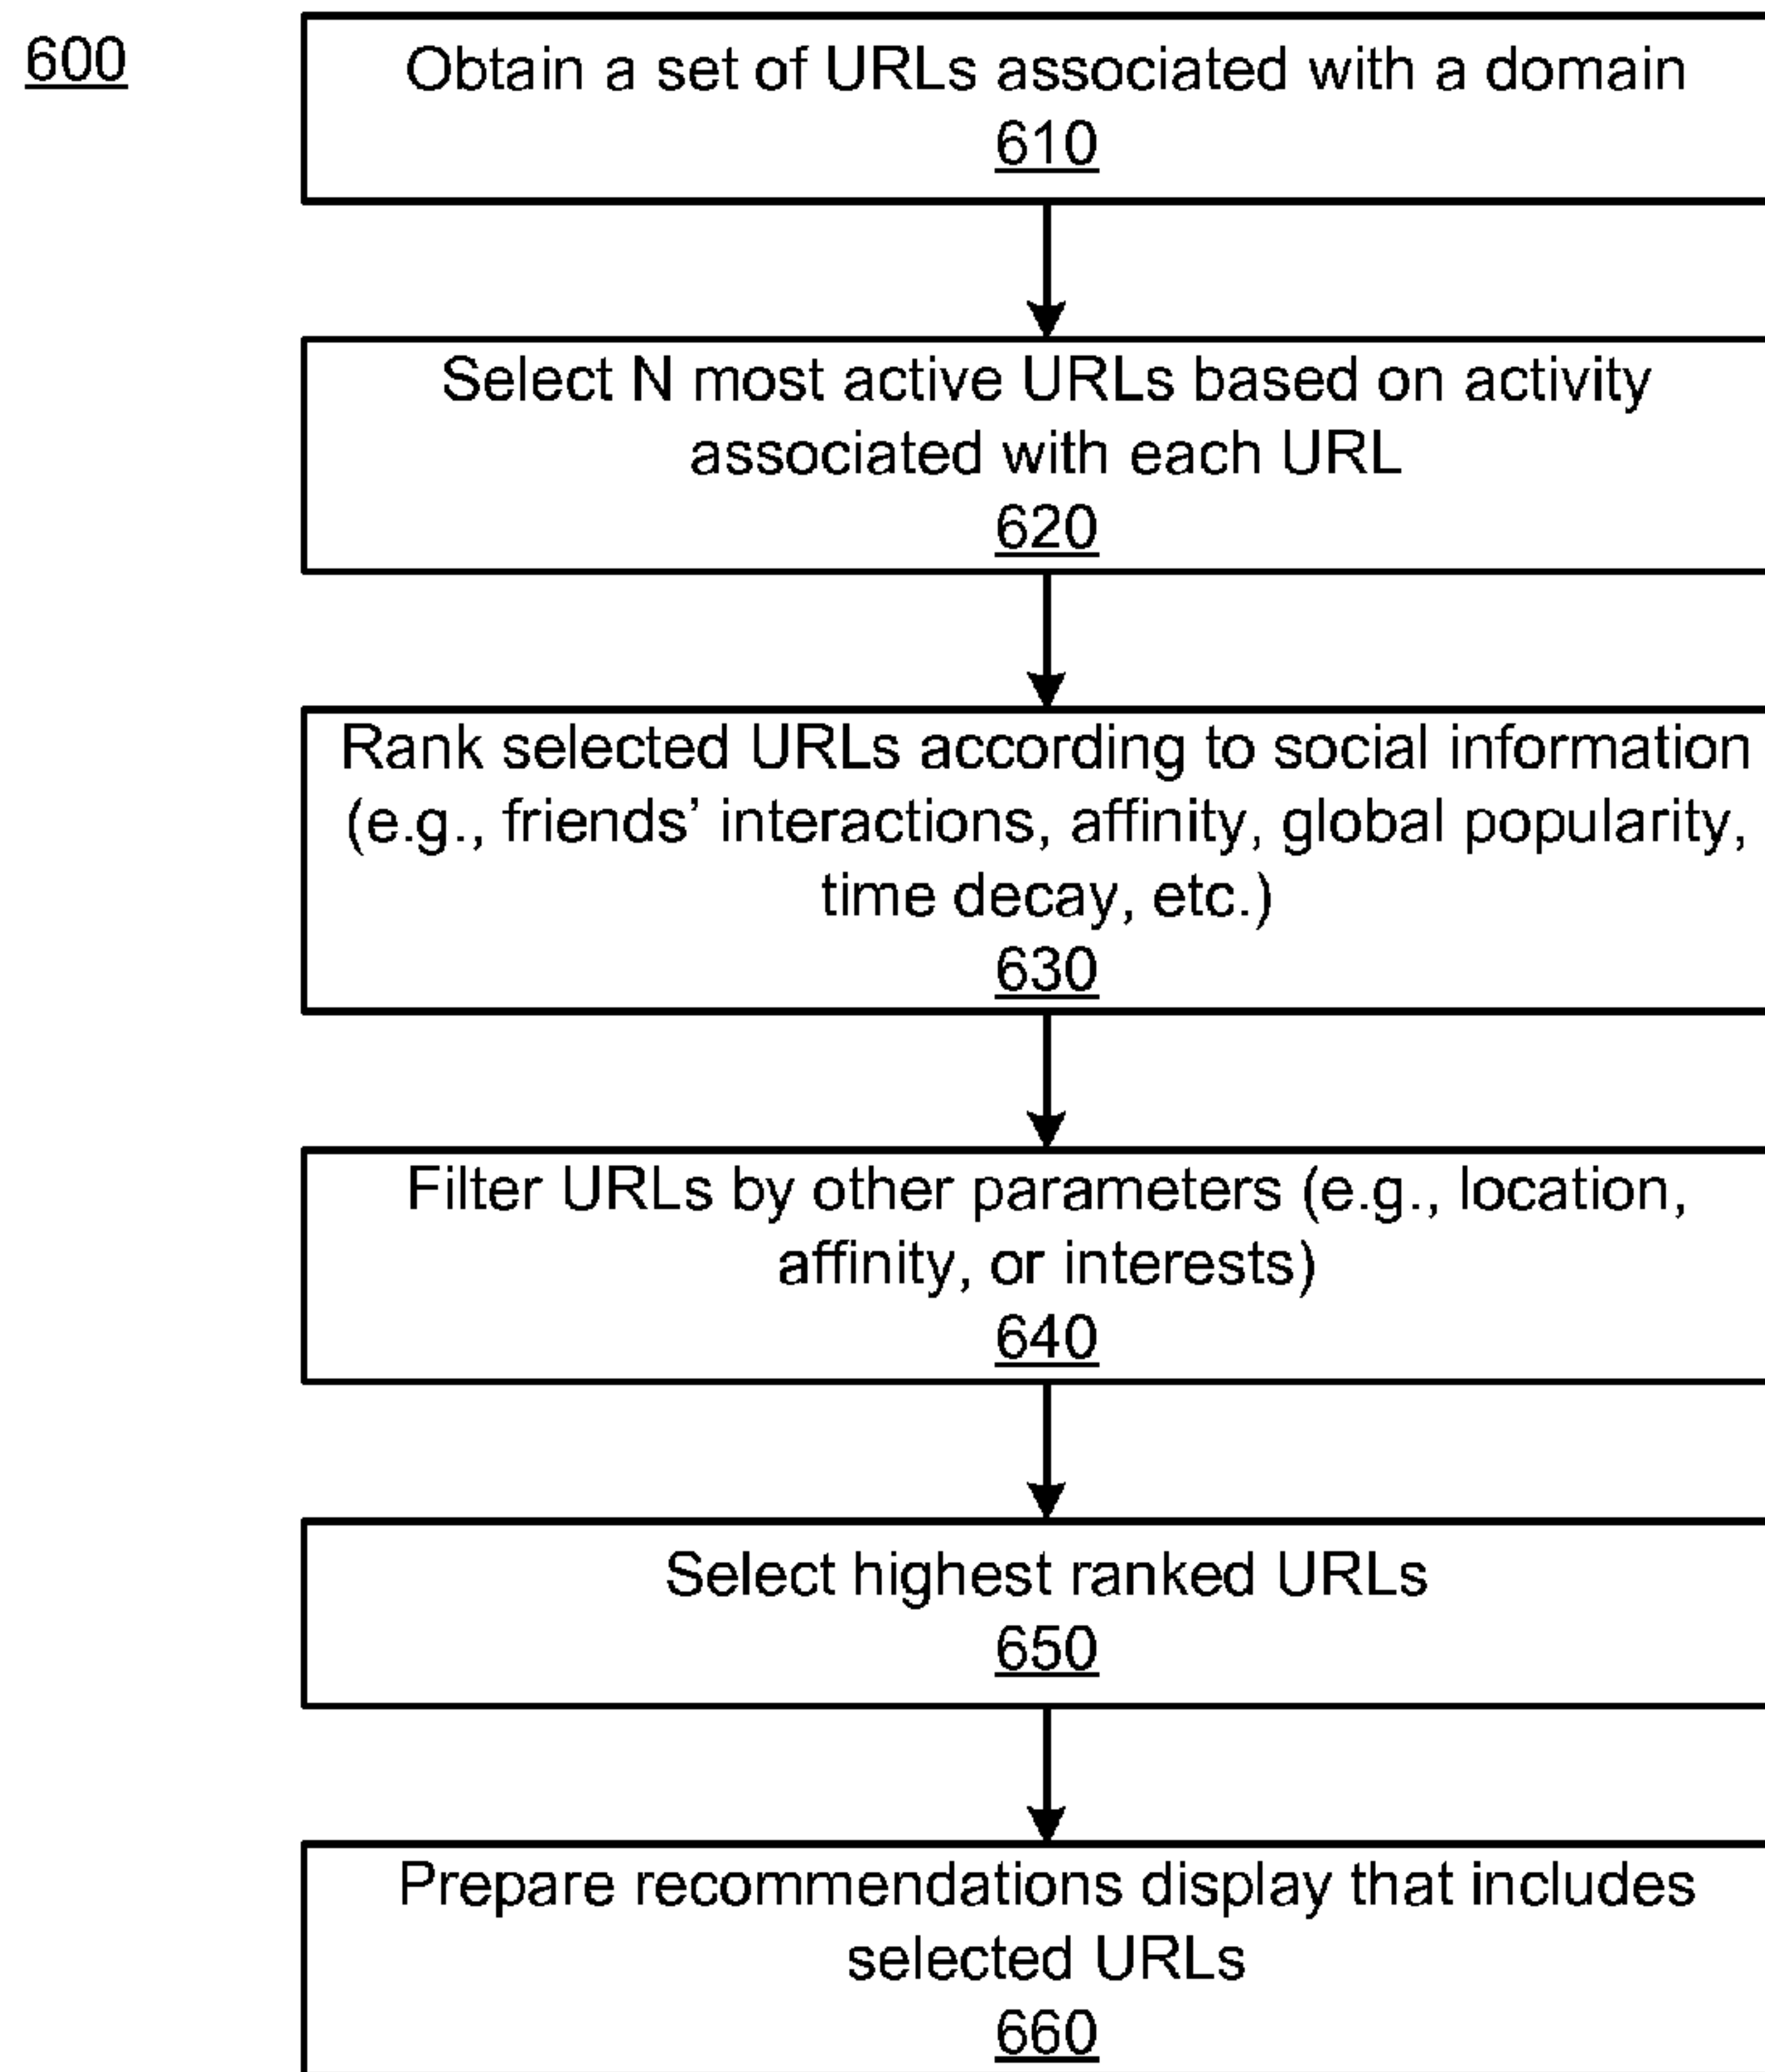 600
Obtain a set of URLs associated with a domain
610
Select N most active URLs based on activity
associated with each URL
620
Rank selected URLs according to social information
(e.g., friends’ interactions, affinity, global popularity,
time decay, etc.)
630
Filter URLs by other parameters (e.g., location,
affinity, or interests)
640
Select highest ranked URLs
650
Prepare recommendations display that includes
selected URLs
660